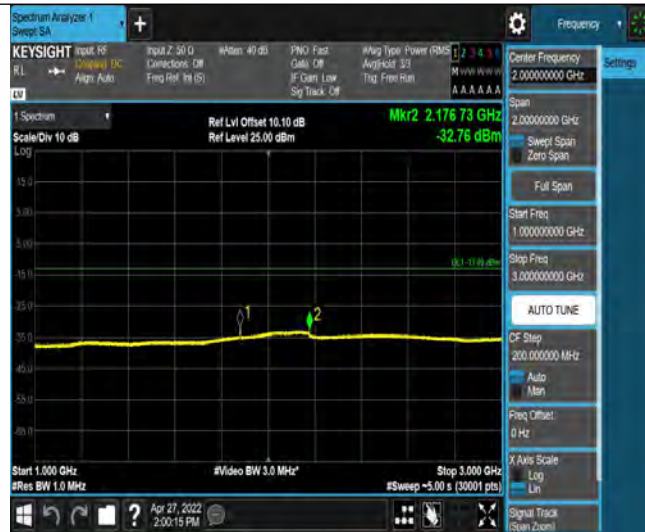 Spectrum Analyzer 1
Swept SA
+
Frequency
KEYSIGHT Input: RF
Input Z: 50 Ω
#Atten: 40 dB
PNO: Fast
#Avg Type: Power (RMS
1 2 3 4 5 6
RL
Coupling: DC
Corrections: Off
Gate: Off
Avg|Hold: 3/3
Align: Auto
Freq Ref: Int (S)
IF Gain: Low
Trig: Free Run
Sig Track: Off
A A A A A A
LV
1 Spectrum
Ref Lvl Offset 10.10 dB
Mkr2 2.176 73 GHz
Scale/Div 10 dB
Ref Level 25.00 dBm
-32.76 dBm
Log
15.0
5.00
-5.00
-15.0
-25.0
-35.0
-45.0
-55.0
-65.0
1
2
Start 1.000 GHz
#Video BW 3.0 MHz*
Stop 3.000 GHz
#Res BW 1.0 MHz
#Sweep ~5.00 s (30001 pts)
Center Frequency
2.000000000 GHz
Settings
Span
2.00000000 GHz
Swept Span
Zero Span
Full Span
Start Freq
1.000000000 GHz
Stop Freq
3.000000000 GHz
AUTO TUNE
CF Step
200.000000 MHz
Auto
Man
Freq Offset
0 Hz
X Axis Scale
Log
Lin
Signal Track
(Span Zoom)
?
Apr 27, 2022
2:00:15 PM